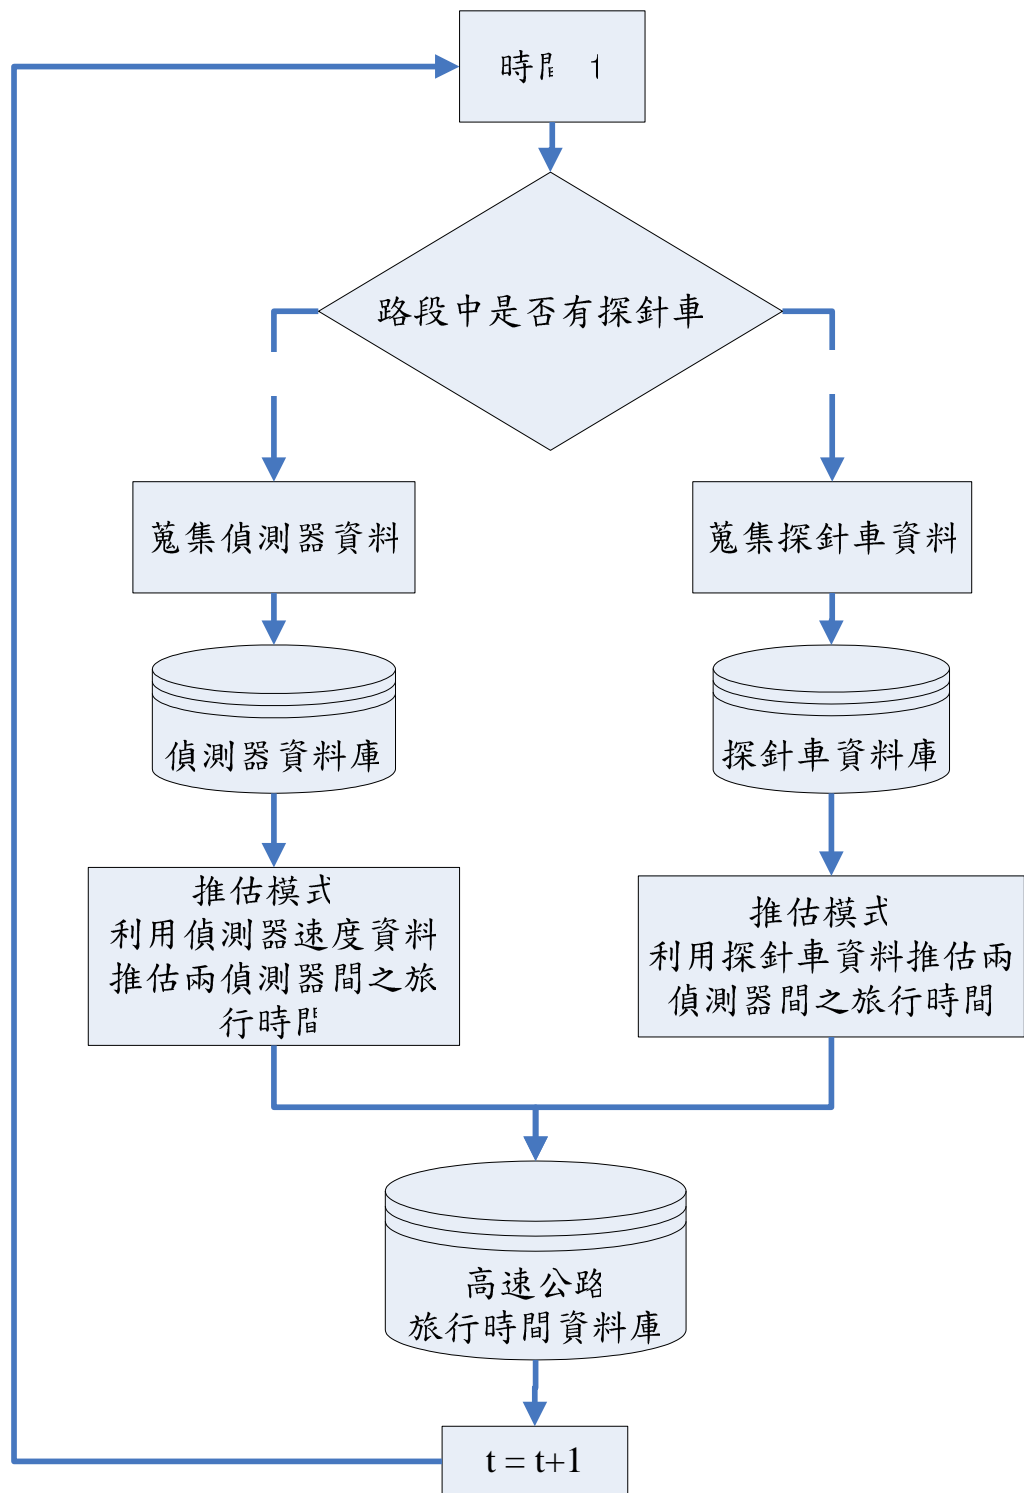 時間 t
路段中是否有探針車
蒐集偵測器資料
蒐集探針車資料
偵測器資料庫
探針車資料庫
推估模式
利用偵測器速度資料
推估兩偵測器間之旅
行時間
推估模式
利用探針車資料推估兩
偵測器間之旅行時間
高速公路
旅行時間資料庫
t = t+1